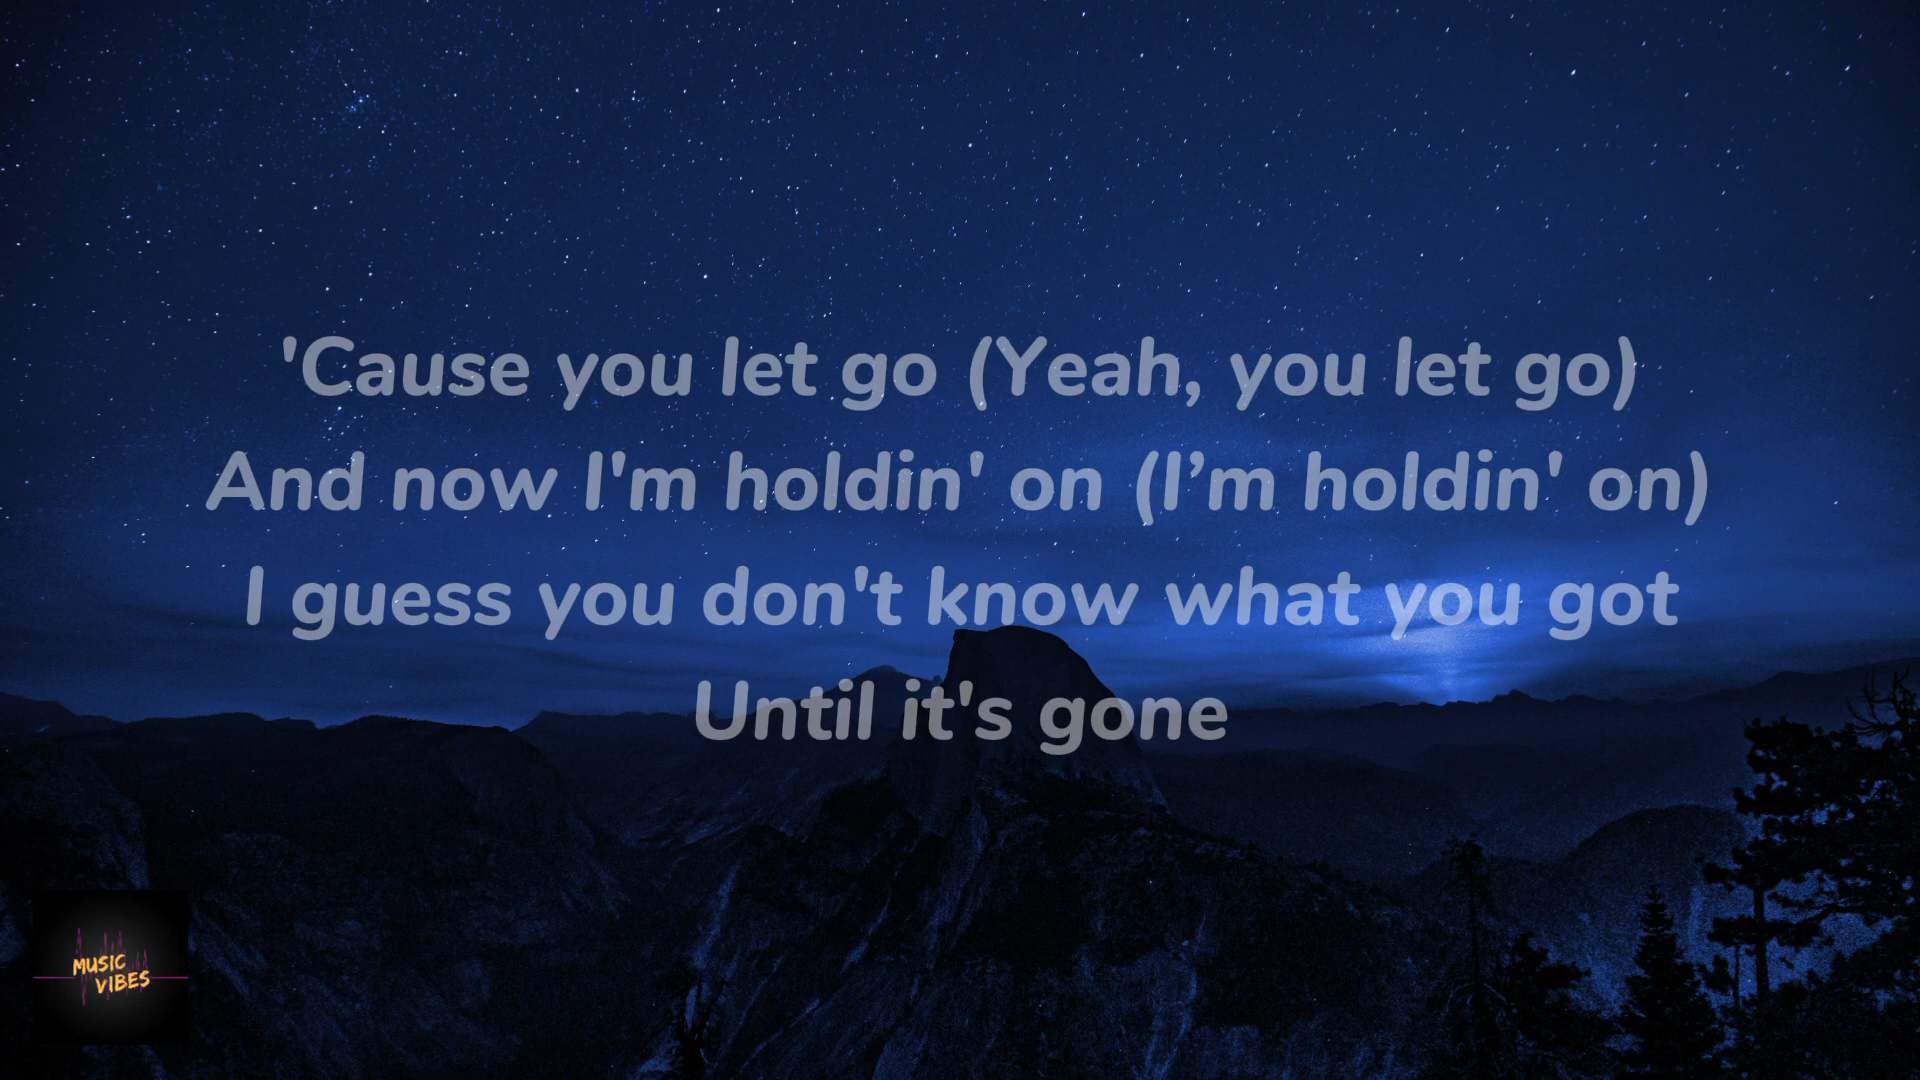 'Cause you let go (Yeah, you let go)
And now I'm holdin' on (I’m holdin' on)
I guess you don't know what you got
Until it's gone
MUSIC
VIBES